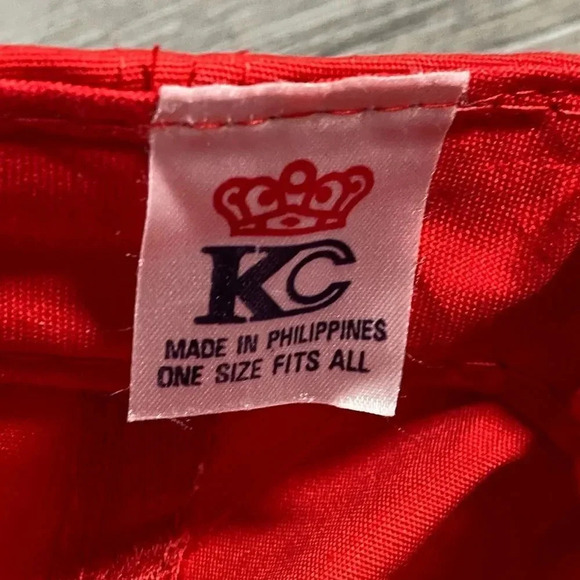 KC
MADE IN PHILIPPINES
ONE SIZE FITS ALL